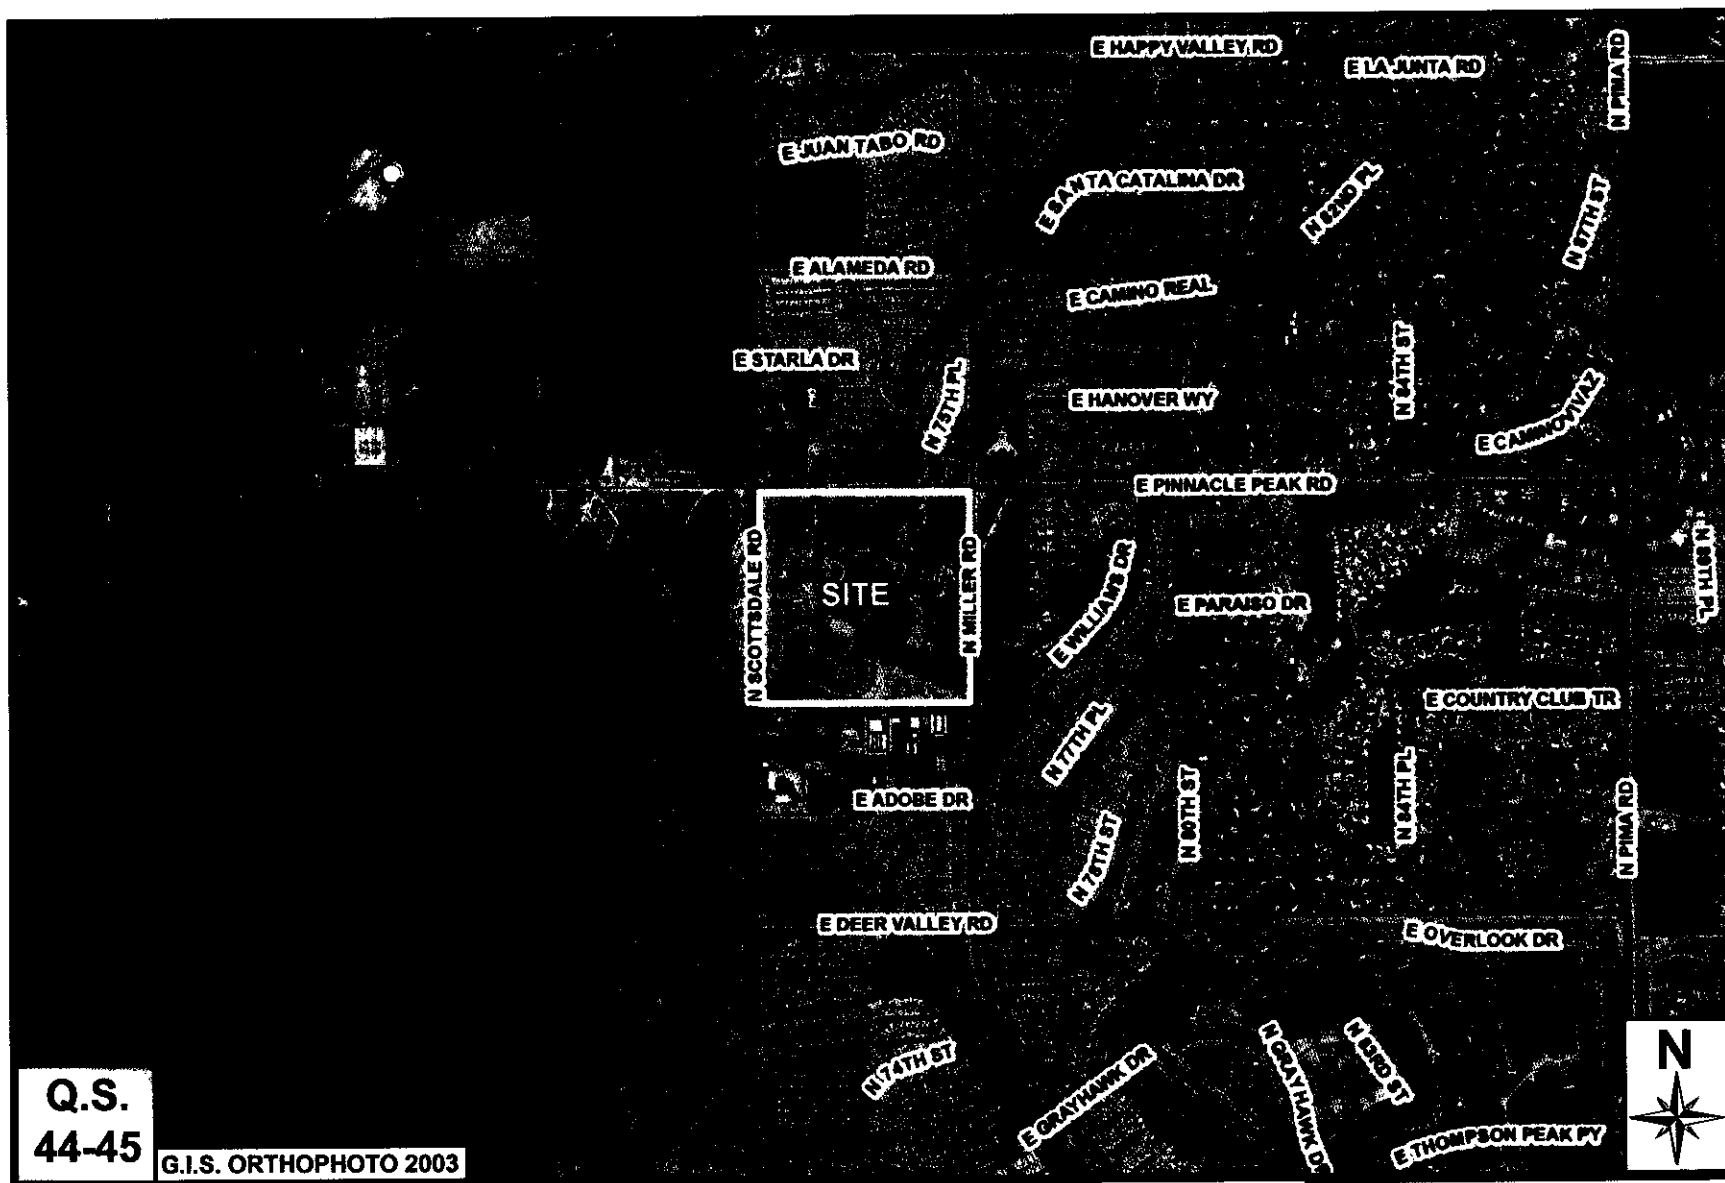 E HAPPY VALLEY RD
E LA JUNTA RD
N PIMA RD
E JUAN TABO RD
E SANTA CATALINA DR
N 82ND PL
N 87TH ST
E ALAMEDA RD
E CAMINO REAL
E STARLA DR
N 75TH PL
E HANOVER WY
N 84TH ST
E CAMINO VIVAZ
E PINNACLE PEAK RD
N SCOTTSDALE RD
SITE
N MILLER RD
E WILLIAMS DR
E PARAISO DR
N 89TH PL
E COUNTRY CLUB TR
N 77TH PL
E ADOBE DR
N 80TH ST
N 84TH PL
N PIMA RD
N 78TH ST
E DEER VALLEY RD
E OVERLOOK DR
N 74TH ST
E GRAYHAWK DR
N GRAYHAWK D
N 83RD ST
E THOMPSON PEAK PY
N
Q.S.
44-45
G.I.S. ORTHOPHOTO 2003